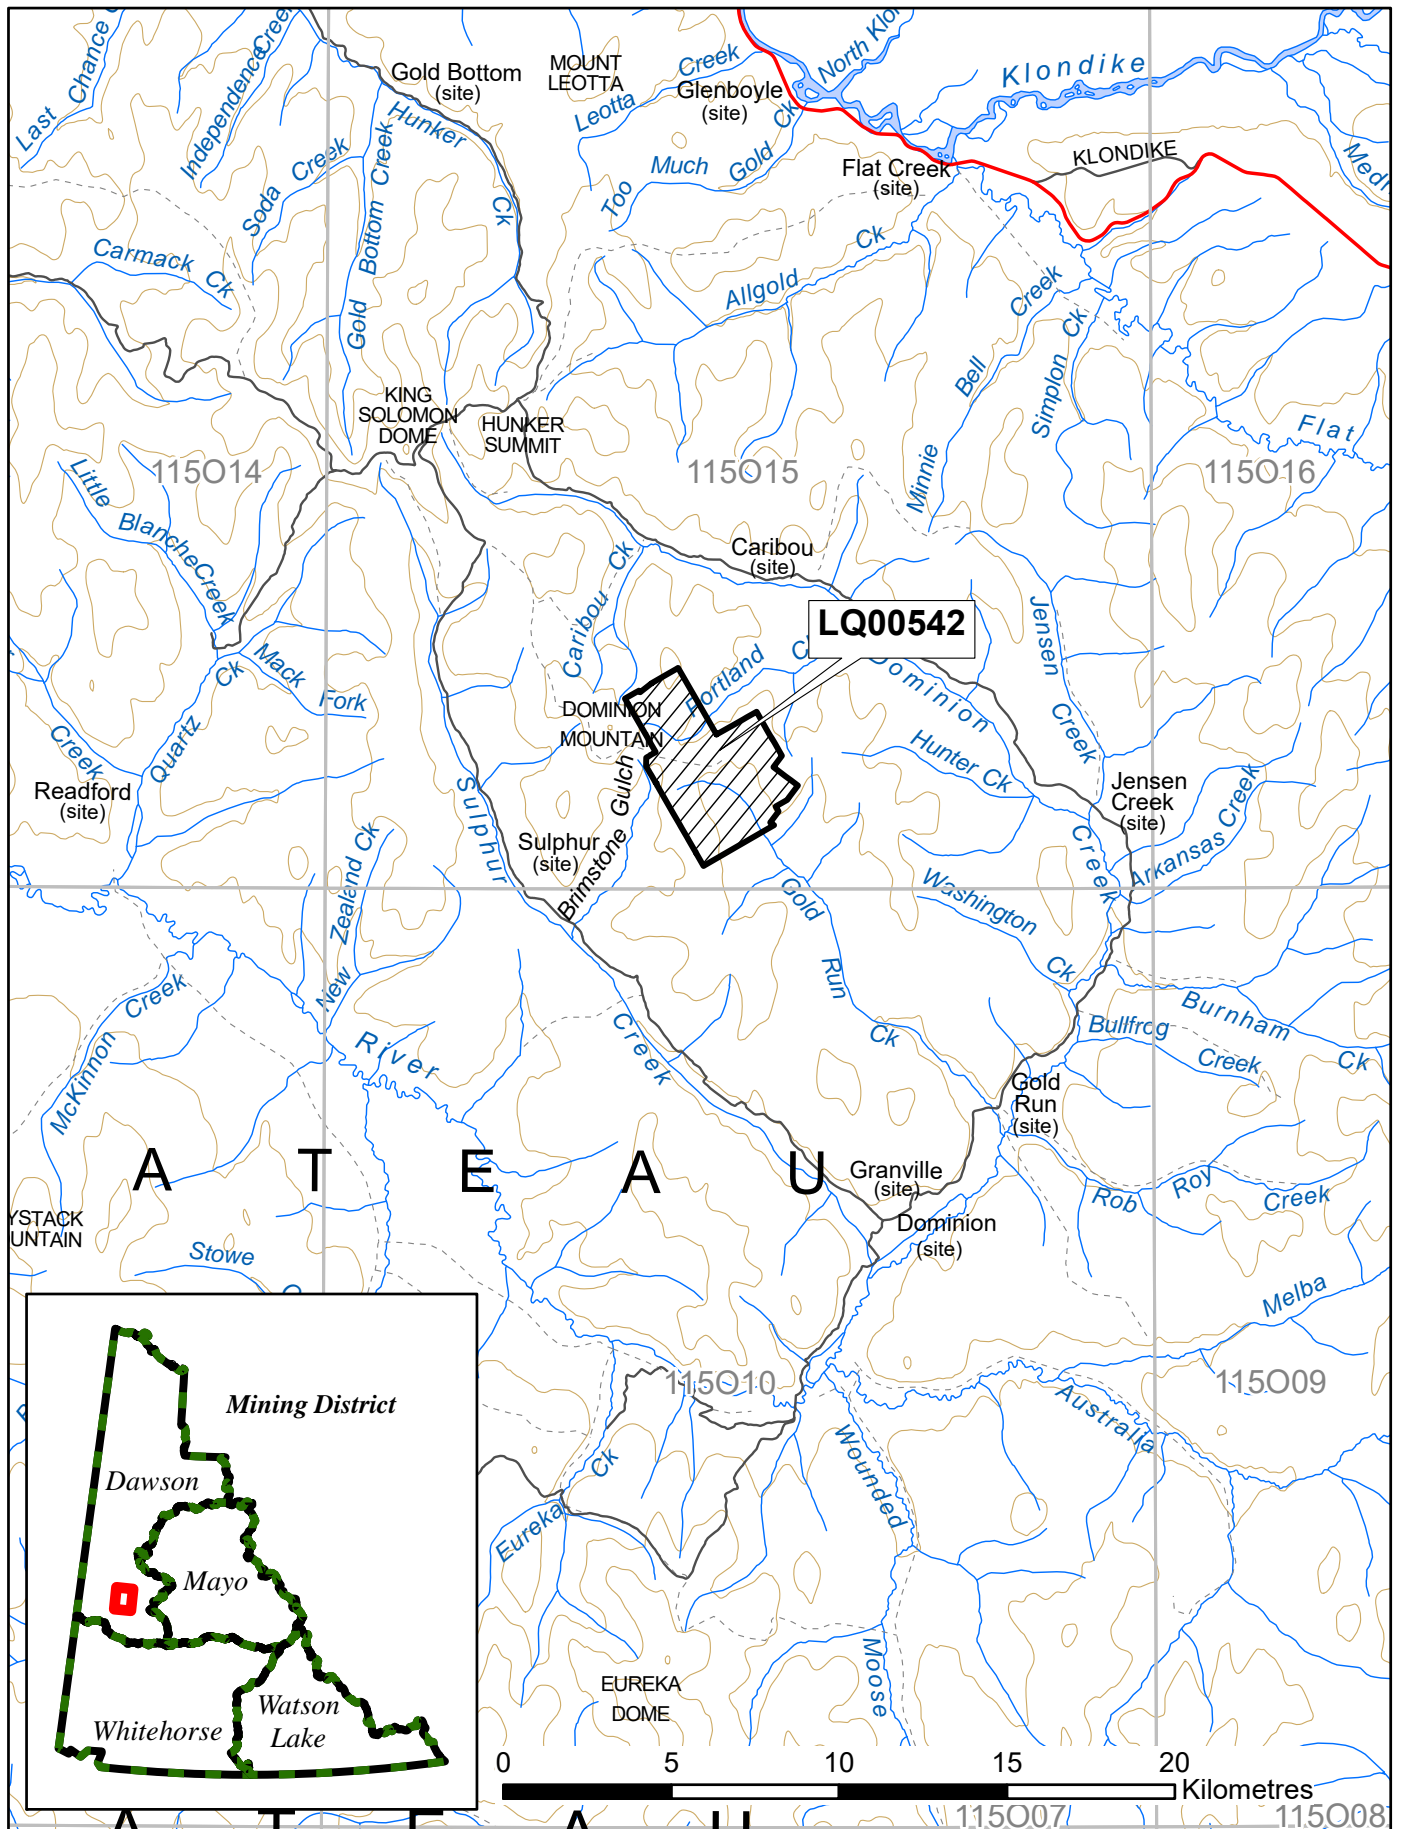 Last Chance C
Independence Creek
Gold Bottom
(site)
MOUNT
LEOTTA
Leotta Creek
Glenboyle
(site)
North Klon
Klondike
Hunker Ck
Soda Creek
Gold Bottom Creek
Too Much Gold Ck
Flat Creek
(site)
KLONDIKE
Carmack Ck
Allgold Ck
Minnie Bell Creek
Simplon Ck
Flat
KING
SOLOMON
DOME
HUNKER
SUMMIT
115O14
115O15
115O16
Little Blanche Creek
Caribou
(site)
Caribou Ck
LQ00542
Jensen Creek
Mack Fork
Quartz Ck
Creek
Portland
Dominion
DOMINION
MOUNTAIN
Hunter Ck
Readford
(site)
Jensen
Creek
(site)
Sulphur
Sulphur
(site)
Brimstone Gulch
Creek
Arkansas Creek
New Zealand Ck
Gold Run Ck
Washington Ck
McKinnon Creek
River
Creek
Burnham Ck
Bullfrog Creek
Gold
Run
(site)
A T E A U
Granville
(site)
Rob Roy Creek
YSTACK
UNTAIN
Dominion
(site)
Stowe
Melba
115O10
115O09
Australia
Wounded
Moose
Eureka Ck
EUREKA
DOME
Mining District
Dawson
Mayo
Whitehorse
Watson
Lake
0 5 10 15 20
Kilometres
115O07
115O08